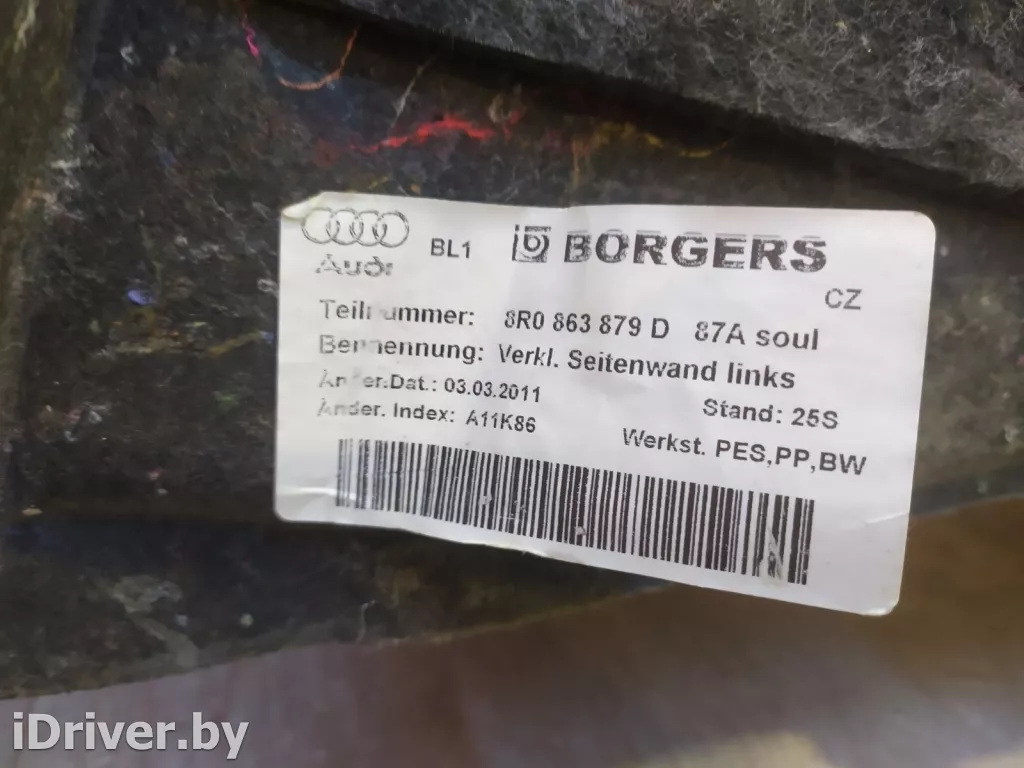 BL1 BORGERS
Audi
CZ
Teilnummer: 8R0 863 879 D 87A soul
Benennung: Verkl. Seitenwand links
Änder.Dat.: 03.03.2011 Stand: 25S
Änder. Index: A11K86 Werkst. PES,PP,BW
iDriver.by